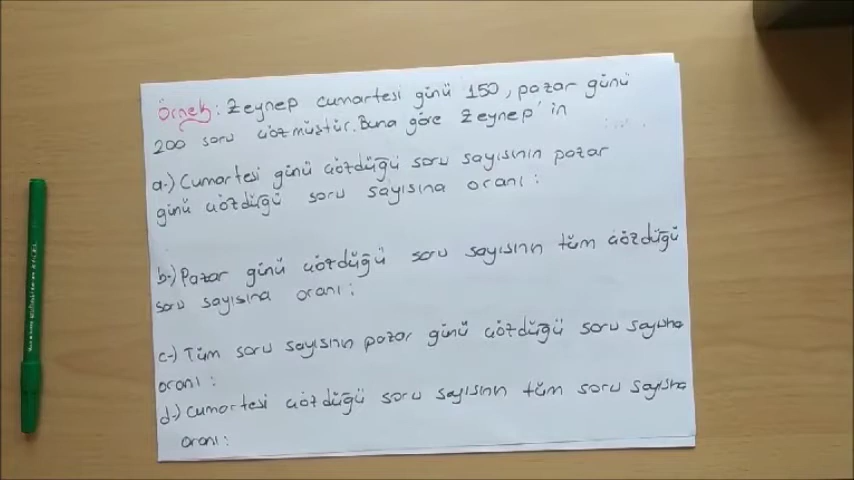 Örnek: Zeynep cumartesi günü 150, pazar günü
200 soru çözmüştür. Buna göre Zeynep'in
a-) Cumartesi günü çözdüğü soru sayısının pazar
günü çözdüğü soru sayısına oranı:
b-) Pazar günü çözdüğü soru sayısının tüm çözdüğü
soru sayısına oranı:
c-) Tüm soru sayısının pazar günü çözdüğü soru sayısına
oranı:
d-) Cumartesi çözdüğü soru sayısının tüm soru sayısına
oranı: